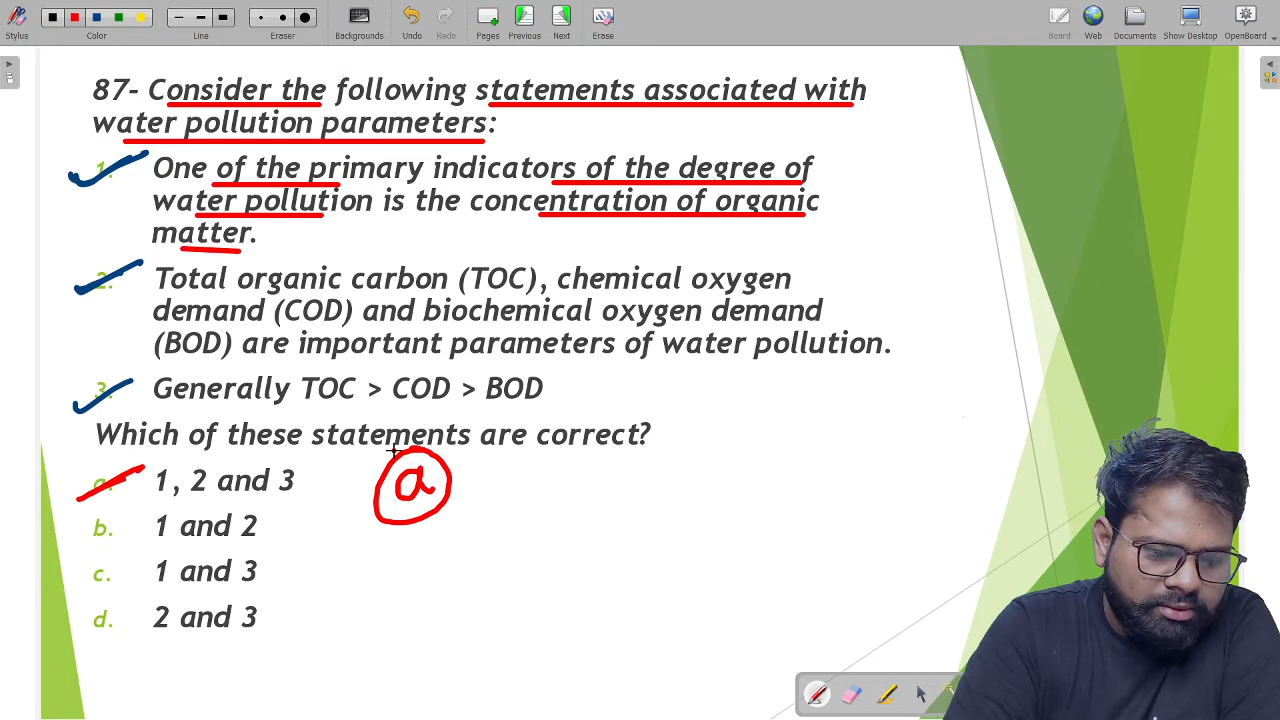 Stylus
Color
Line
Eraser
Backgrounds
Undo
Redo
Pages
Previous
Next
Erase
Board
Web
Documents
Show Desktop
OpenBoard
87- Consider the following statements associated with
water pollution parameters:
1. One of the primary indicators of the degree of
water pollution is the concentration of organic
matter.
2. Total organic carbon (TOC), chemical oxygen
demand (COD) and biochemical oxygen demand
(BOD) are important parameters of water pollution.
3. Generally TOC > COD > BOD
Which of these statements are correct?
a. 1, 2 and 3
a
b. 1 and 2
c. 1 and 3
d. 2 and 3